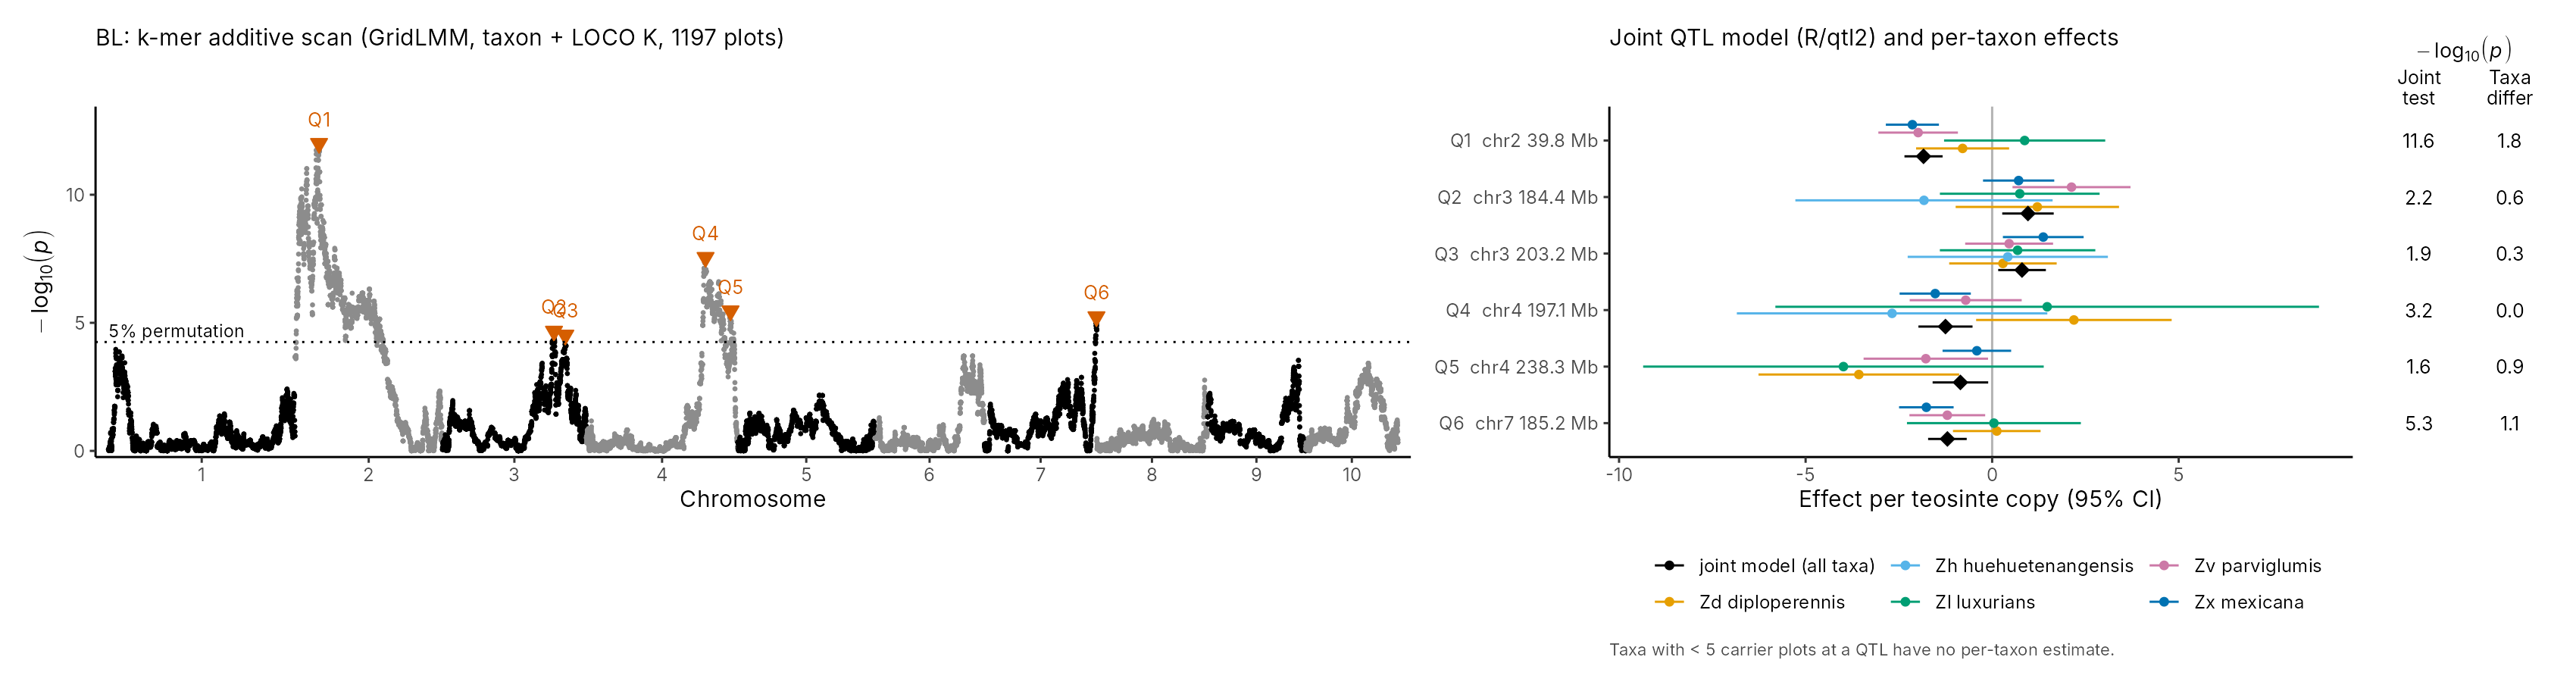 BL: k-mer additive scan (GridLMM, taxon + LOCO K, 1197 plots)
− log10(p)
10
5
0
5% permutation
Q1
Q2
Q3
Q4
Q5
Q6
1 2 3 4 5 6 7 8 9 10
Chromosome
Joint QTL model (R/qtl2) and per-taxon effects
− log10(p)
Joint test
Taxa differ
Q1 chr2 39.8 Mb 11.6 1.8
Q2 chr3 184.4 Mb 2.2 0.6
Q3 chr3 203.2 Mb 1.9 0.3
Q4 chr4 197.1 Mb 3.2 0.0
Q5 chr4 238.3 Mb 1.6 0.9
Q6 chr7 185.2 Mb 5.3 1.1
-10 -5 0 5
Effect per teosinte copy (95% CI)
joint model (all taxa) Zh huehuetenangensis Zv parviglumis
Zd diploperennis Zl luxurians Zx mexicana
Taxa with < 5 carrier plots at a QTL have no per-taxon estimate.